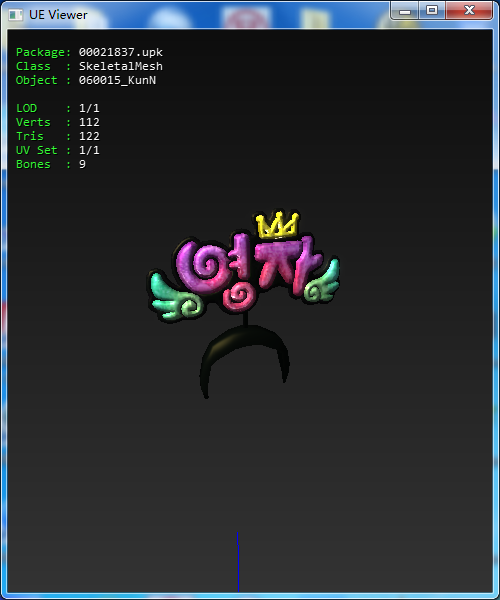 UE Viewer
Package: 00021837.upk
Class : SkeletalMesh
Object : 060015_KunN
LOD : 1/1
Verts : 112
Tris : 122
UV Set : 1/1
Bones : 9
영자